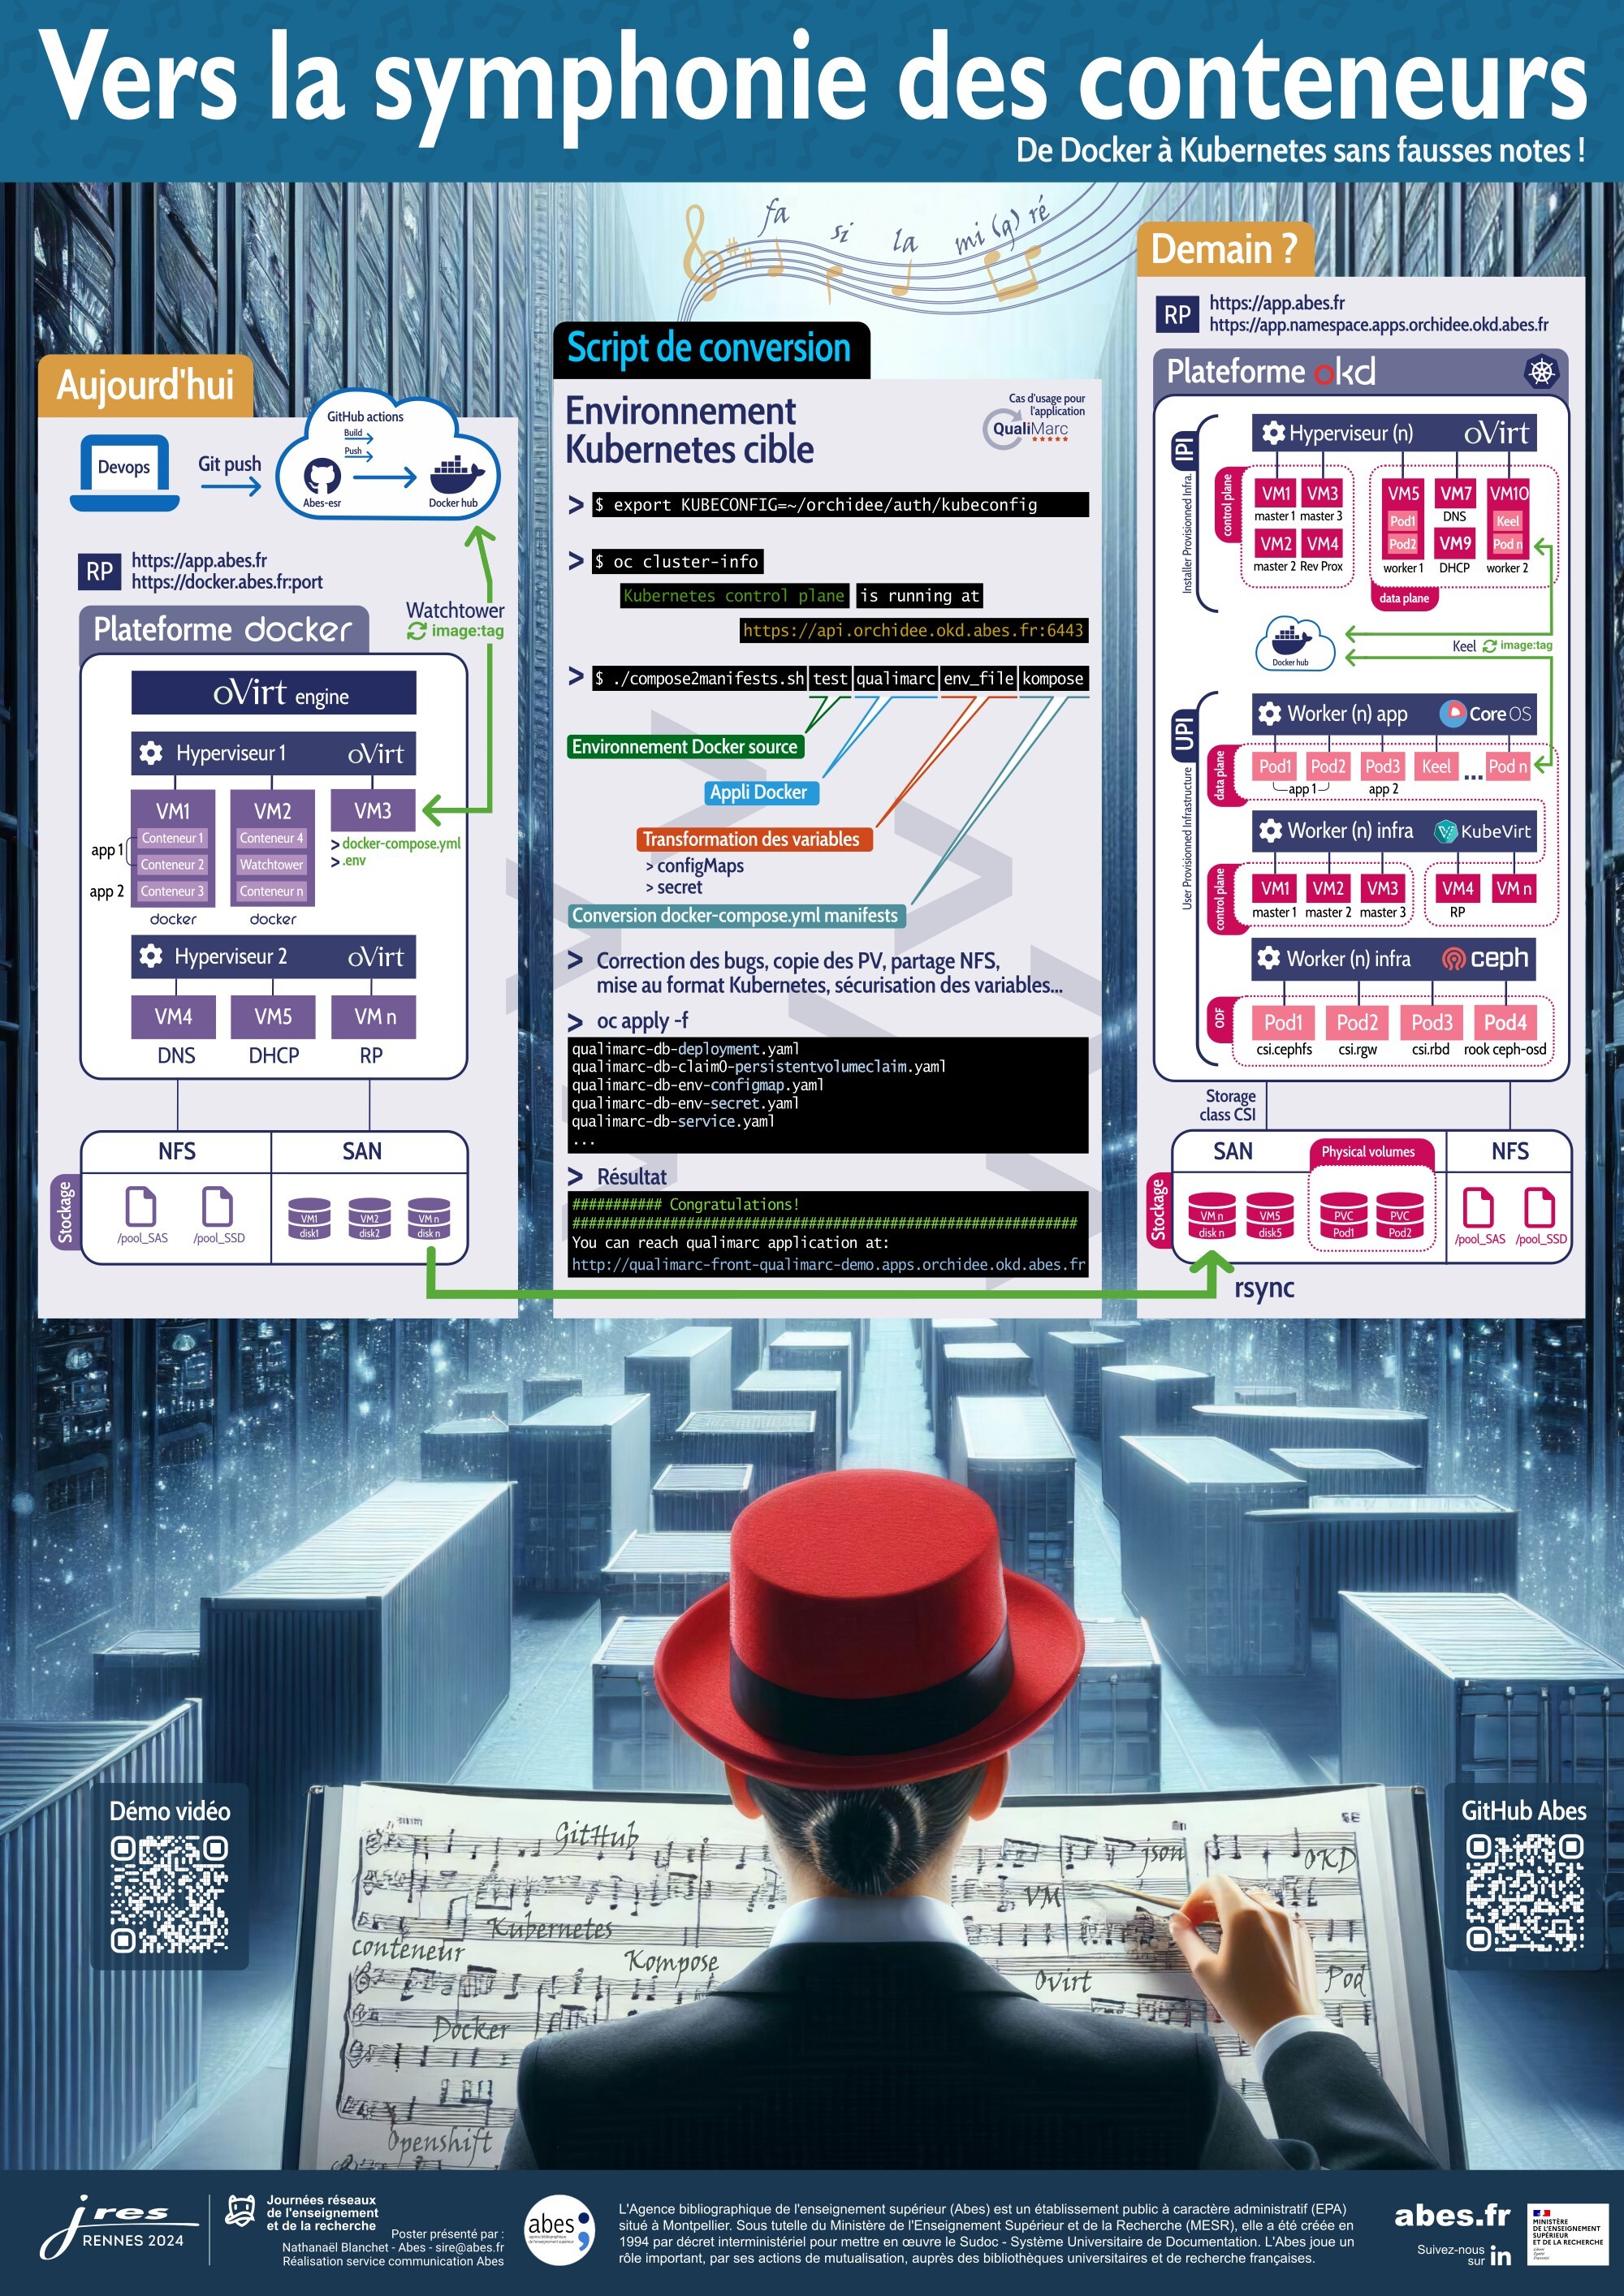 Vers la symphonie des conteneurs
De Docker à Kubernetes sans fausses notes !
fa si la mi (g) ré
Aujourd'hui
Devops
Git push
GitHub actions
Build
Push
Abes-esr
Docker hub
RP
https://app.abes.fr
https://docker.abes.fr:port
Watchtower
image:tag
Plateforme docker
oVirt engine
Hyperviseur 1 oVirt
VM1 VM2 VM3
Conteneur 1 Conteneur 4
> docker-compose.yml
app 1
Conteneur 2 Watchtower
> .env
app 2 Conteneur 3 Conteneur n
docker docker
Hyperviseur 2 oVirt
VM4 VM5 VM n
DNS DHCP RP
Stockage
NFS SAN
VM1 VM2 VM n
disk1 disk2 disk n
/pool_SAS /pool_SSD
Script de conversion
Environnement
Kubernetes cible
Cas d'usage pour
l'application
QualiMarc
> $ export KUBECONFIG=~/orchidee/auth/kubeconfig
> $ oc cluster-info
Kubernetes control plane is running at
https://api.orchidee.okd.abes.fr:6443
> $ ./compose2manifests.sh test qualimarc env_file kompose
Environnement Docker source
Appli Docker
Transformation des variables
> configMaps
> secret
Conversion docker-compose.yml manifests
> Correction des bugs, copie des PV, partage NFS,
mise au format Kubernetes, sécurisation des variables...
> oc apply -f
qualimarc-db-deployment.yaml
qualimarc-db-claim0-persistentvolumeclaim.yaml
qualimarc-db-env-configmap.yaml
qualimarc-db-env-secret.yaml
qualimarc-db-service.yaml
...
> Résultat
########### Congratulations!
##############################################################
You can reach qualimarc application at:
http://qualimarc-front-qualimarc-demo.apps.orchidee.okd.abes.fr
Demain ?
RP
https://app.abes.fr
https://app.namespace.apps.orchidee.okd.abes.fr
Plateforme okd
IPI
Installer Provisionned Infra.
Hyperviseur (n) oVirt
control plane
VM1 VM3 VM5 VM7 VM10
master 1 master 3 Pod1 DNS Keel
VM2 VM4 Pod2 VM9 Pod n
master 2 Rev Prox worker 1 DHCP worker 2
data plane
Docker hub
Keel image:tag
UPI
User Provisionned Infrastructure
Worker (n) app CoreOS
data plane
Pod1 Pod2 Pod3 Keel ... Pod n
app 1 app 2
Worker (n) infra KubeVirt
control plane
VM1 VM2 VM3 VM4 VM n
master 1 master 2 master 3 RP
Worker (n) infra ceph
ODF
Pod1 Pod2 Pod3 Pod4
csi.cephfs csi.rgw csi.rbd rook ceph-osd
Storage
class CSI
Stockage
SAN Physical volumes NFS
VM n VM5 PVC PVC
disk n disk5 Pod1 Pod2
/pool_SAS /pool_SSD
rsync
Démo vidéo
GitHub Abes
GitHub
json
OKD
VM
Kubernetes
conteneur
Kompose
Ovirt
Pod
Docker
Openshift
jres
RENNES 2024
Journées réseaux
de l'enseignement
et de la recherche
Poster présenté par :
Nathanaël Blanchet - Abes - sire@abes.fr
Réalisation service communication Abes
abes
agence bibliographique
de l'enseignement supérieur
L'Agence bibliographique de l'enseignement supérieur (Abes) est un établissement public à caractère administratif (EPA)
situé à Montpellier. Sous tutelle du Ministère de l'Enseignement Supérieur et de la Recherche (MESR), elle a été créée en
1994 par décret interministériel pour mettre en œuvre le Sudoc - Système Universitaire de Documentation. L'Abes joue un
rôle important, par ses actions de mutualisation, auprès des bibliothèques universitaires et de recherche françaises.
abes.fr
Suivez-nous
sur in
MINISTÈRE
DE L'ENSEIGNEMENT
SUPÉRIEUR
ET DE LA RECHERCHE